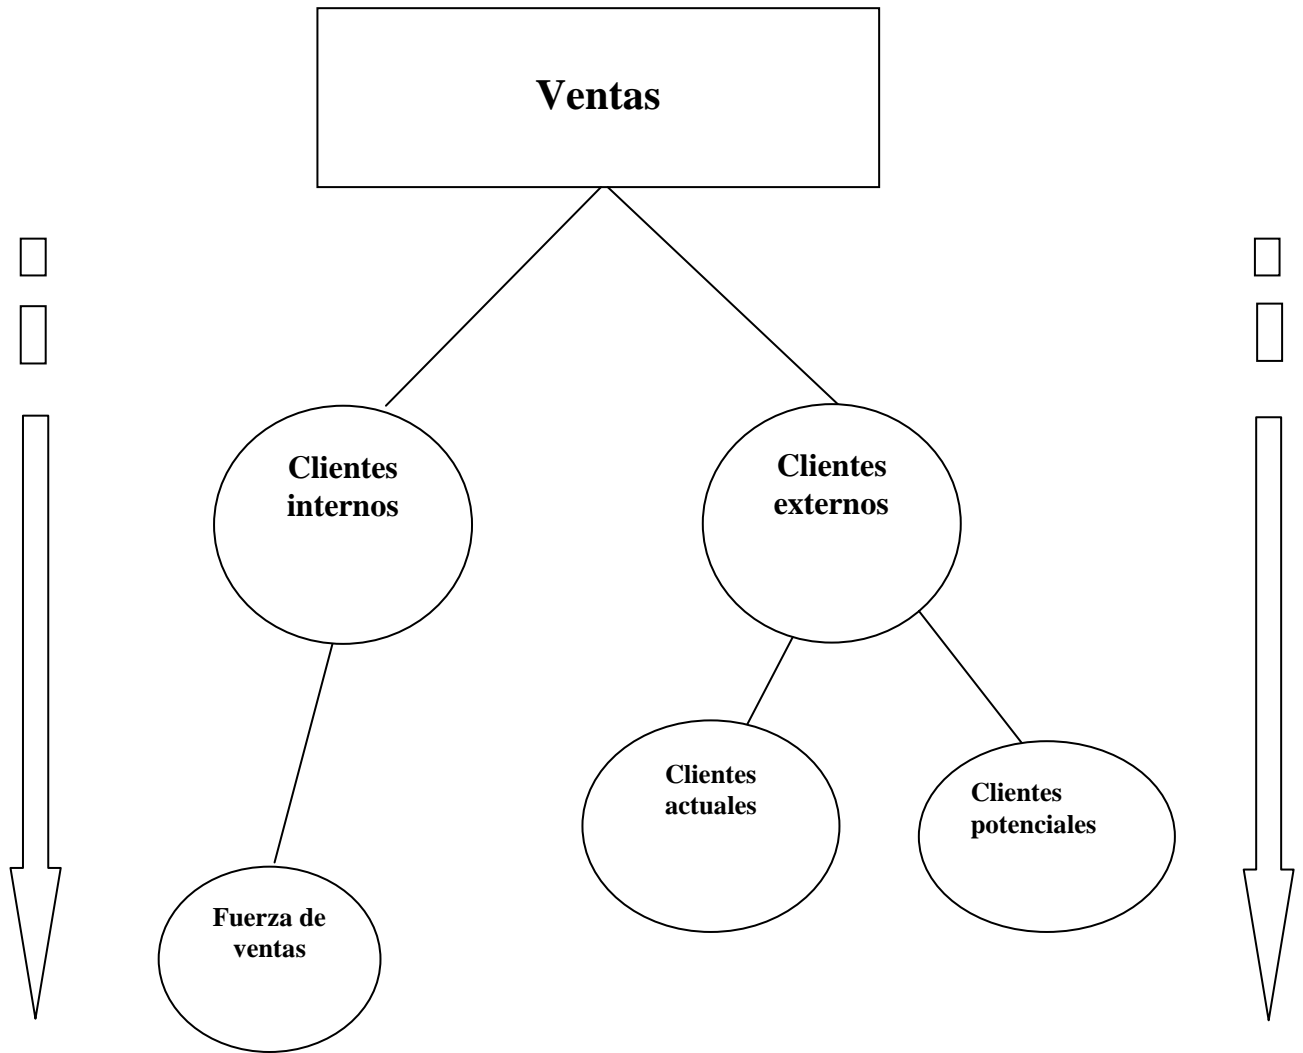 Ventas
Clientes
internos
Clientes
externos
Clientes
actuales
Clientes
potenciales
Fuerza de
ventas